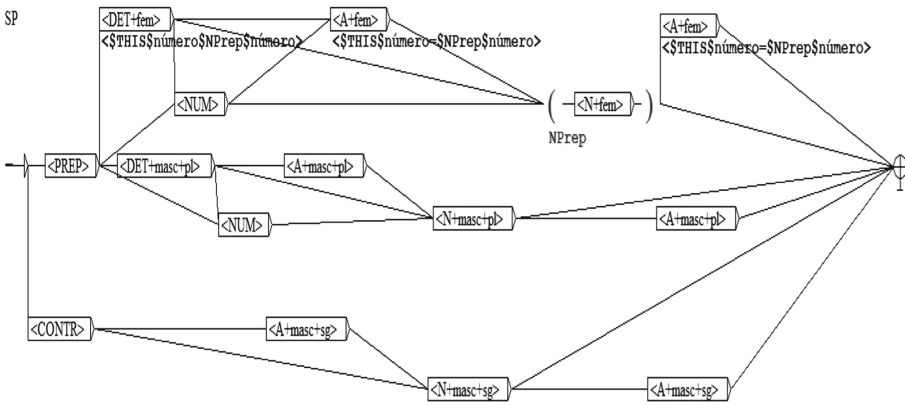 SP
<DET+fem> <A+fem> <A+fem>
<$THIS$número$NPrep$número> <$THIS$número=$NPrep$número> <$THIS$número=$NPrep$número>
<NUM> ( <N+fem> )
NPrep
<PREP> <DET+masc+pl> <A+masc+pl>
<NUM> <N+masc+pl> <A+masc+pl>
<CONTR> <A+masc+sg>
<N+masc+sg> <A+masc+sg>